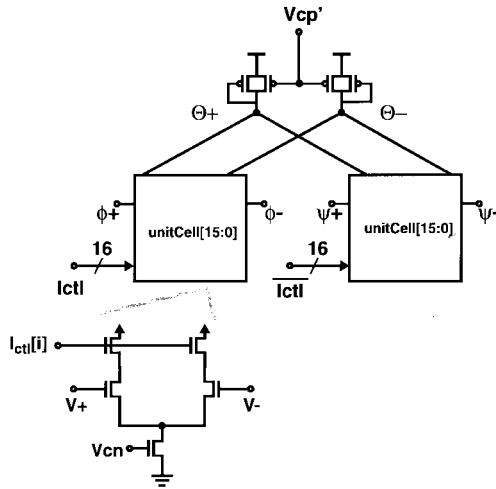 Vcp'
Θ+ Θ−
ϕ+ unitCell[15:0] ϕ- ψ+ unitCell[15:0] ψ-
16 16
Ictl Ictl
Ictl[i]
V+ V-
Vcn